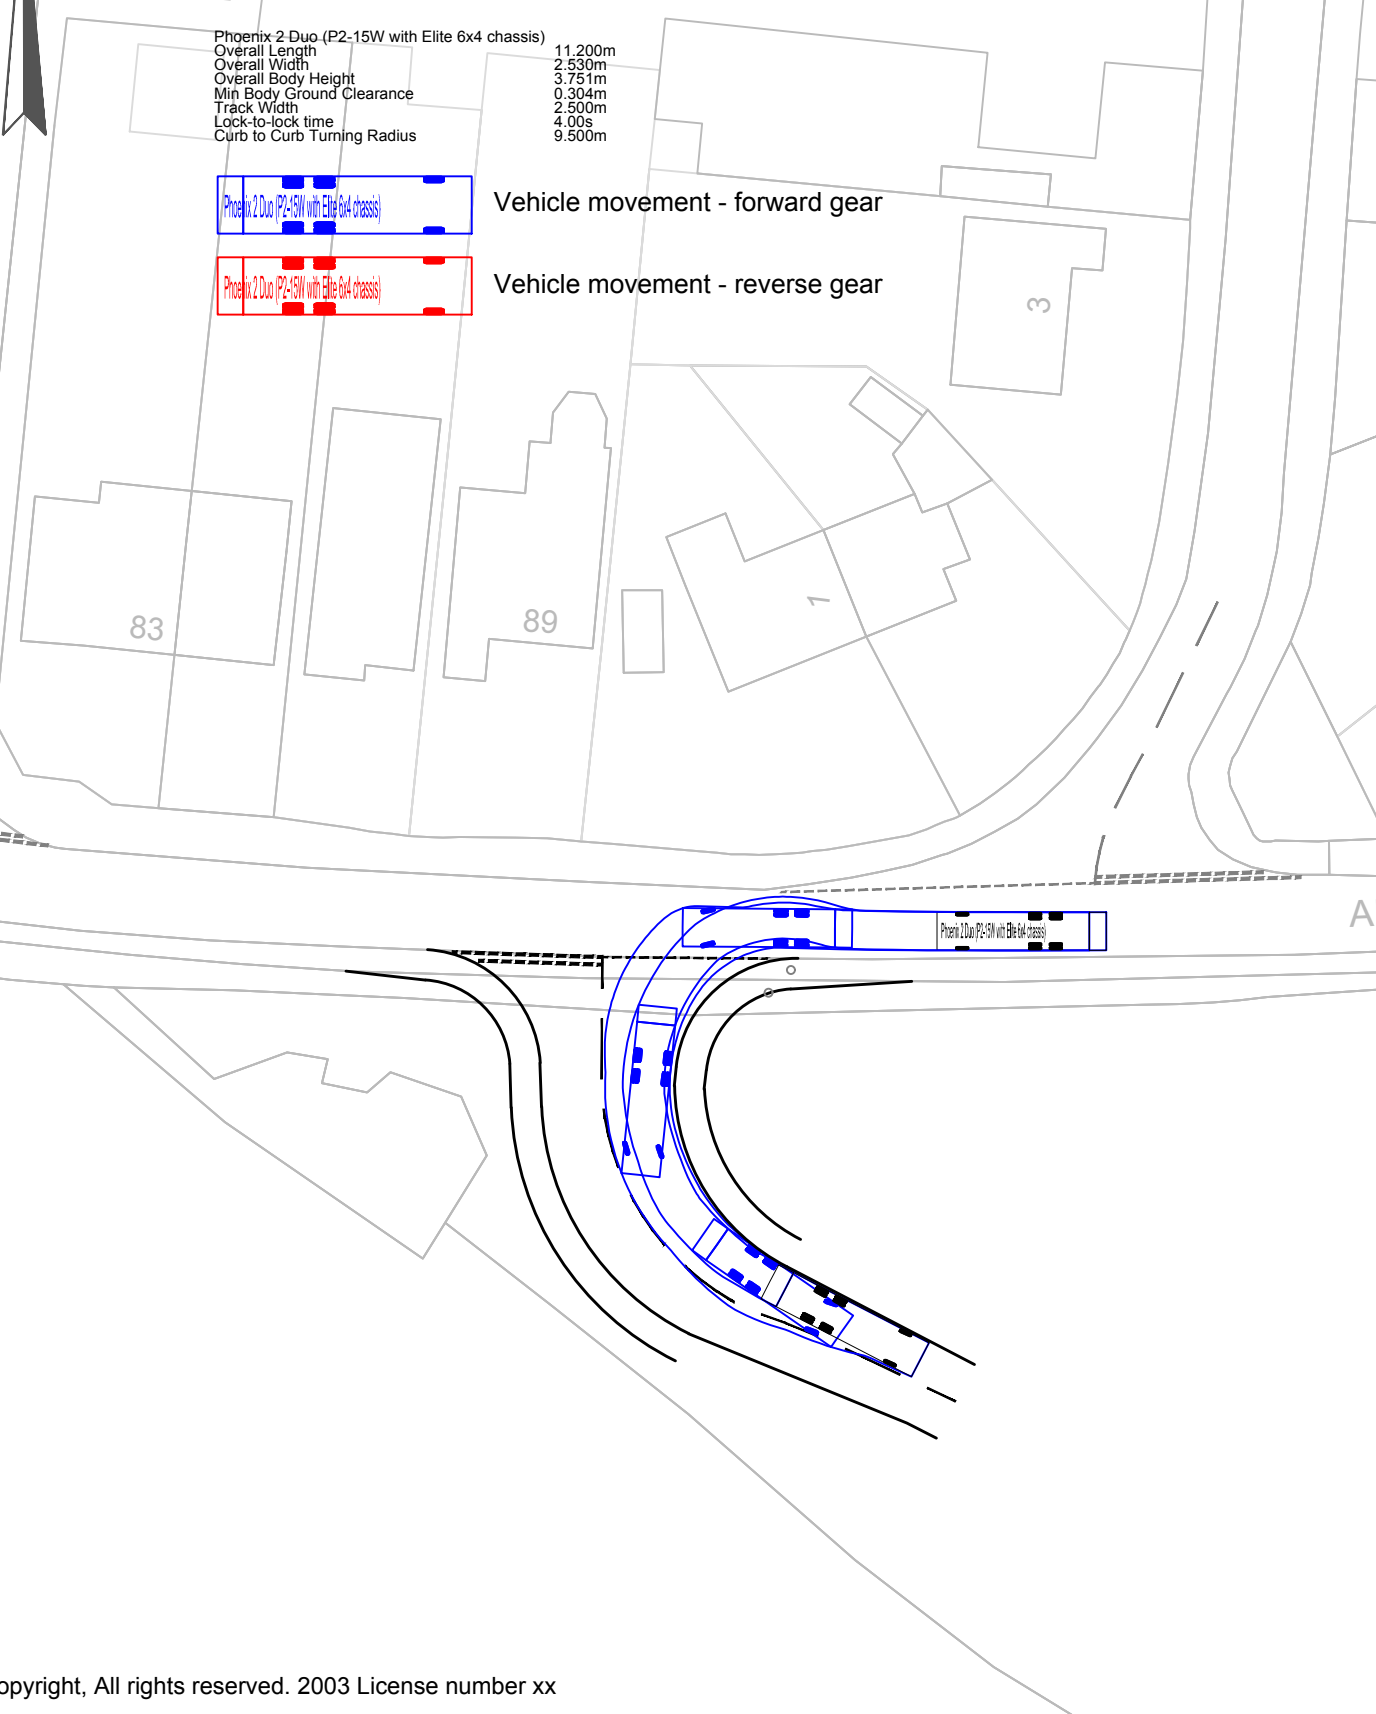 Phoenix 2 Duo (P2-15W with Elite 6x4 chassis)
Overall Length 11.200m
Overall Width 2.530m
Overall Body Height 3.751m
Min Body Ground Clearance 0.304m
Track Width 2.500m
Lock-to-lock time 4.00s
Curb to Curb Turning Radius 9.500m
Phoenix 2 Duo (P2-15W with Elite 6x4 chassis)
Vehicle movement - forward gear
Phoenix 2 Duo (P2-15W with Elite 6x4 chassis)
Vehicle movement - reverse gear
3
1
83
89
A
Phoenix 2 Duo (P2-15W with Elite 6x4 chassis)
opyright, All rights reserved. 2003 License number xx